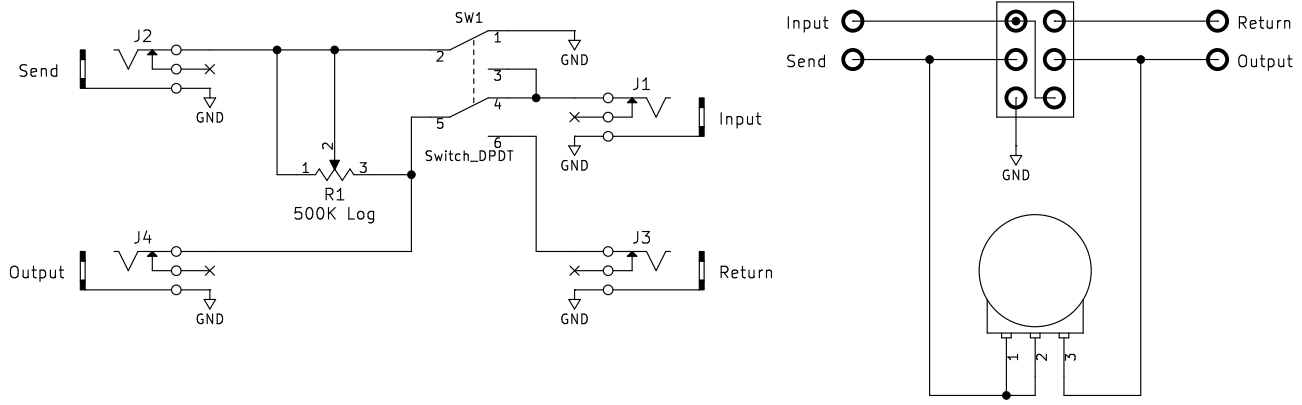 SW1
J2
1
2
GND
Send
3
GND
J1
4
5
Input
6
Switch_DPDT
GND
2
1
3
R1
500K Log
J4
J3
Output
Return
GND
GND
Input
Return
Send
Output
GND
1
2
3